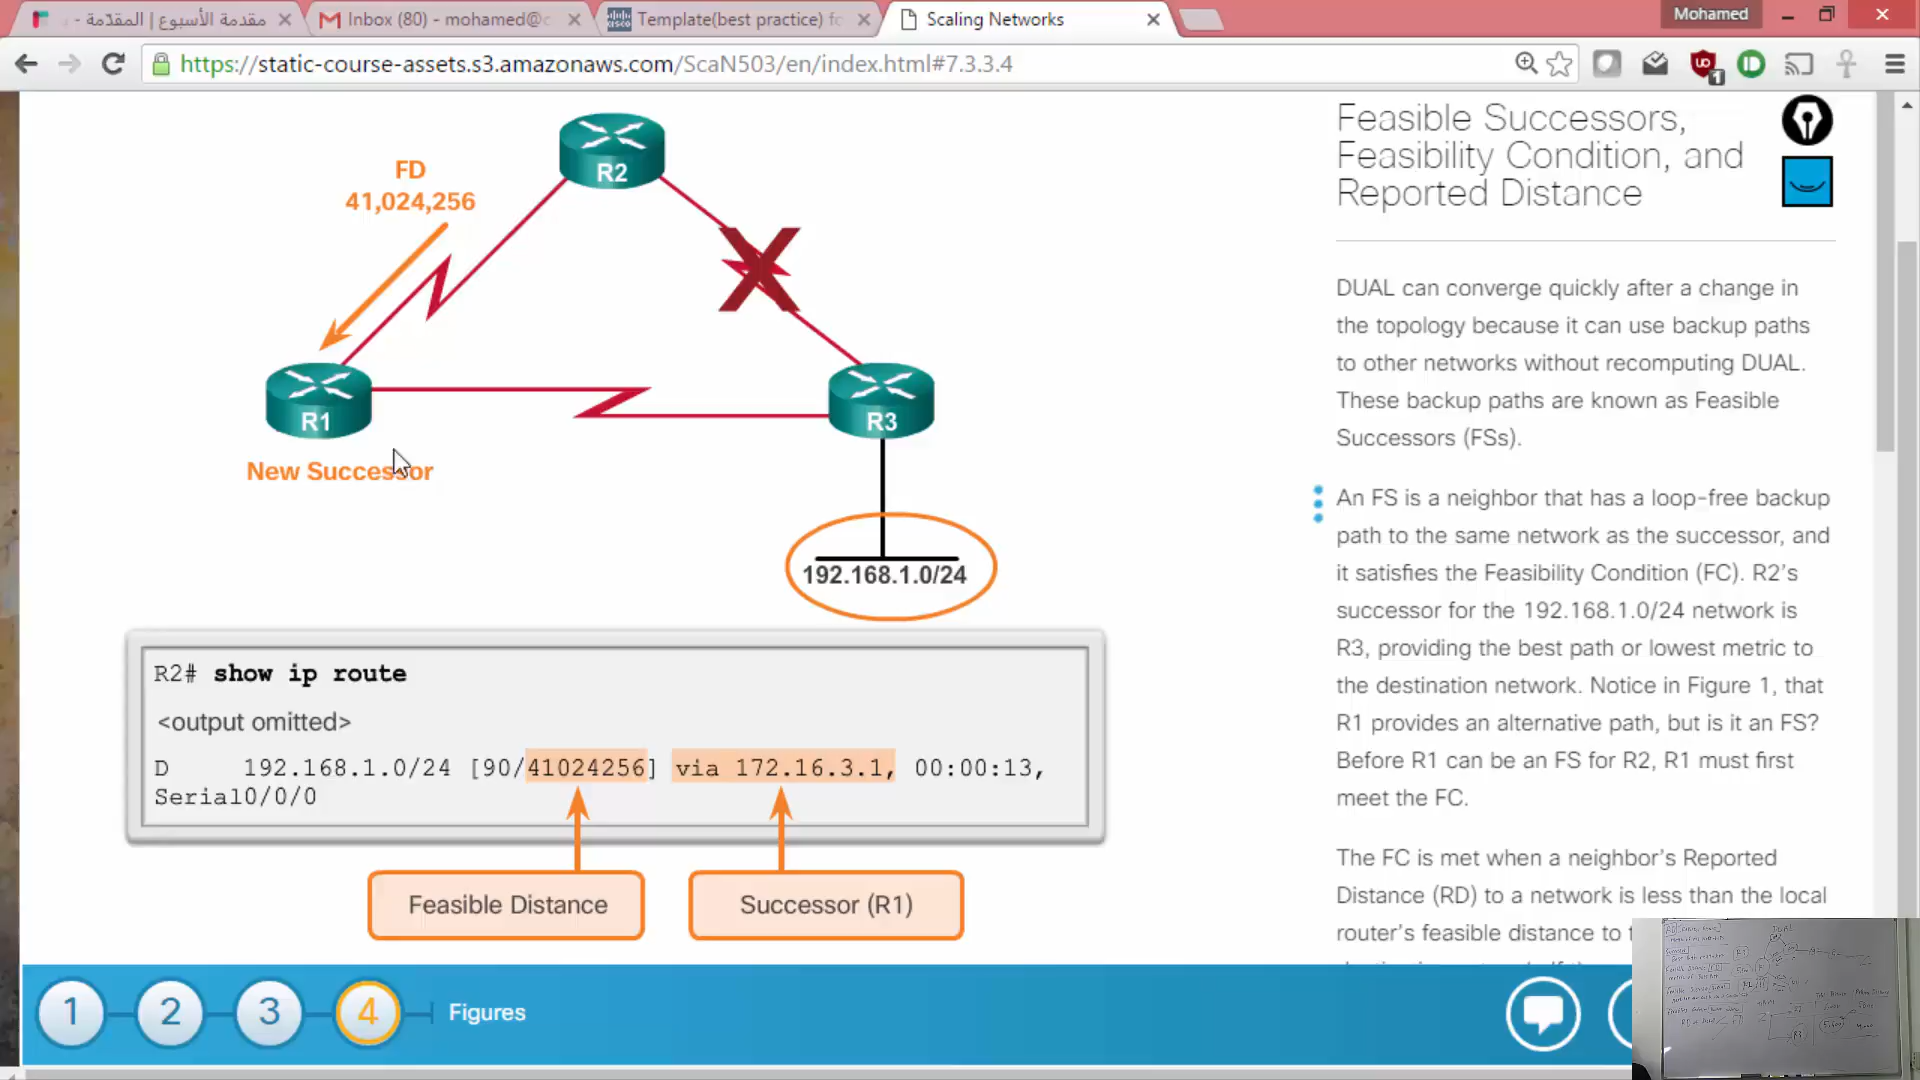 مقدمة الأسبوع | المقدّمة -
Inbox (80) - mohamed@c
Template(best practice) fo
Scaling Networks
Mohamed
https://static-course-assets.s3.amazonaws.com/ScaN503/en/index.html#7.3.3.4
1
FD
41,024,256
R2
R1
R3
New Successor
192.168.1.0/24
R2# show ip route
<output omitted>
D 192.168.1.0/24 [90/41024256] via 172.16.3.1, 00:00:13,
Serial0/0/0
Feasible Distance
Successor (R1)
Feasible Successors,
Feasibility Condition, and
Reported Distance
DUAL can converge quickly after a change in
the topology because it can use backup paths
to other networks without recomputing DUAL.
These backup paths are known as Feasible
Successors (FSs).
An FS is a neighbor that has a loop-free backup
path to the same network as the successor, and
it satisfies the Feasibility Condition (FC). R2's
successor for the 192.168.1.0/24 network is
R3, providing the best path or lowest metric to
the destination network. Notice in Figure 1, that
R1 provides an alternative path, but is it an FS?
Before R1 can be an FS for R2, R1 must first
meet the FC.
The FC is met when a neighbor's Reported
Distance (RD) to a network is less than the local
router's feasible distance to
1
2
3
4
Figures
DUAL